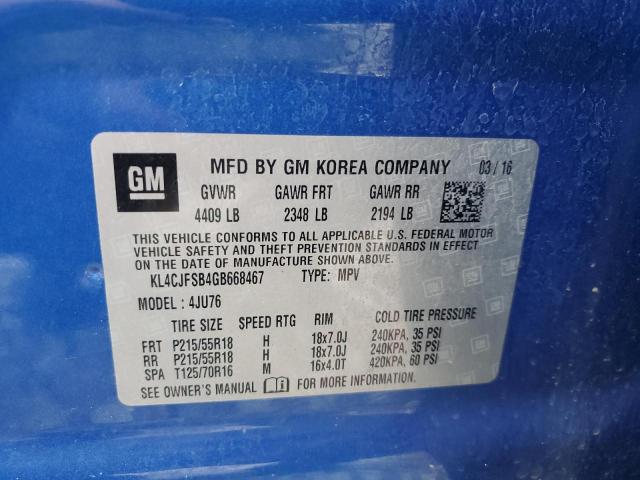 GM MFD BY GM KOREA COMPANY 03/16
GVWR GAWR FRT GAWR RR
4409 LB 2348 LB 2194 LB
THIS VEHICLE CONFORMS TO ALL APPLICABLE U.S. FEDERAL MOTOR
VEHICLE SAFETY AND THEFT PREVENTION STANDARDS IN EFFECT
ON THE DATE OF MANUFACTURE SHOWN ABOVE.
KL4CJFSB4GB668467 TYPE: MPV
MODEL: 4JU76
TIRE SIZE SPEED RTG RIM COLD TIRE PRESSURE
FRT P215/55R18 H 18x7.0J 240KPA, 35 PSI
RR P215/55R18 H 18x7.0J 240KPA, 35 PSI
SPA T125/70R16 M 16x4.0T 420KPA, 60 PSI
SEE OWNER'S MANUAL FOR MORE INFORMATION.